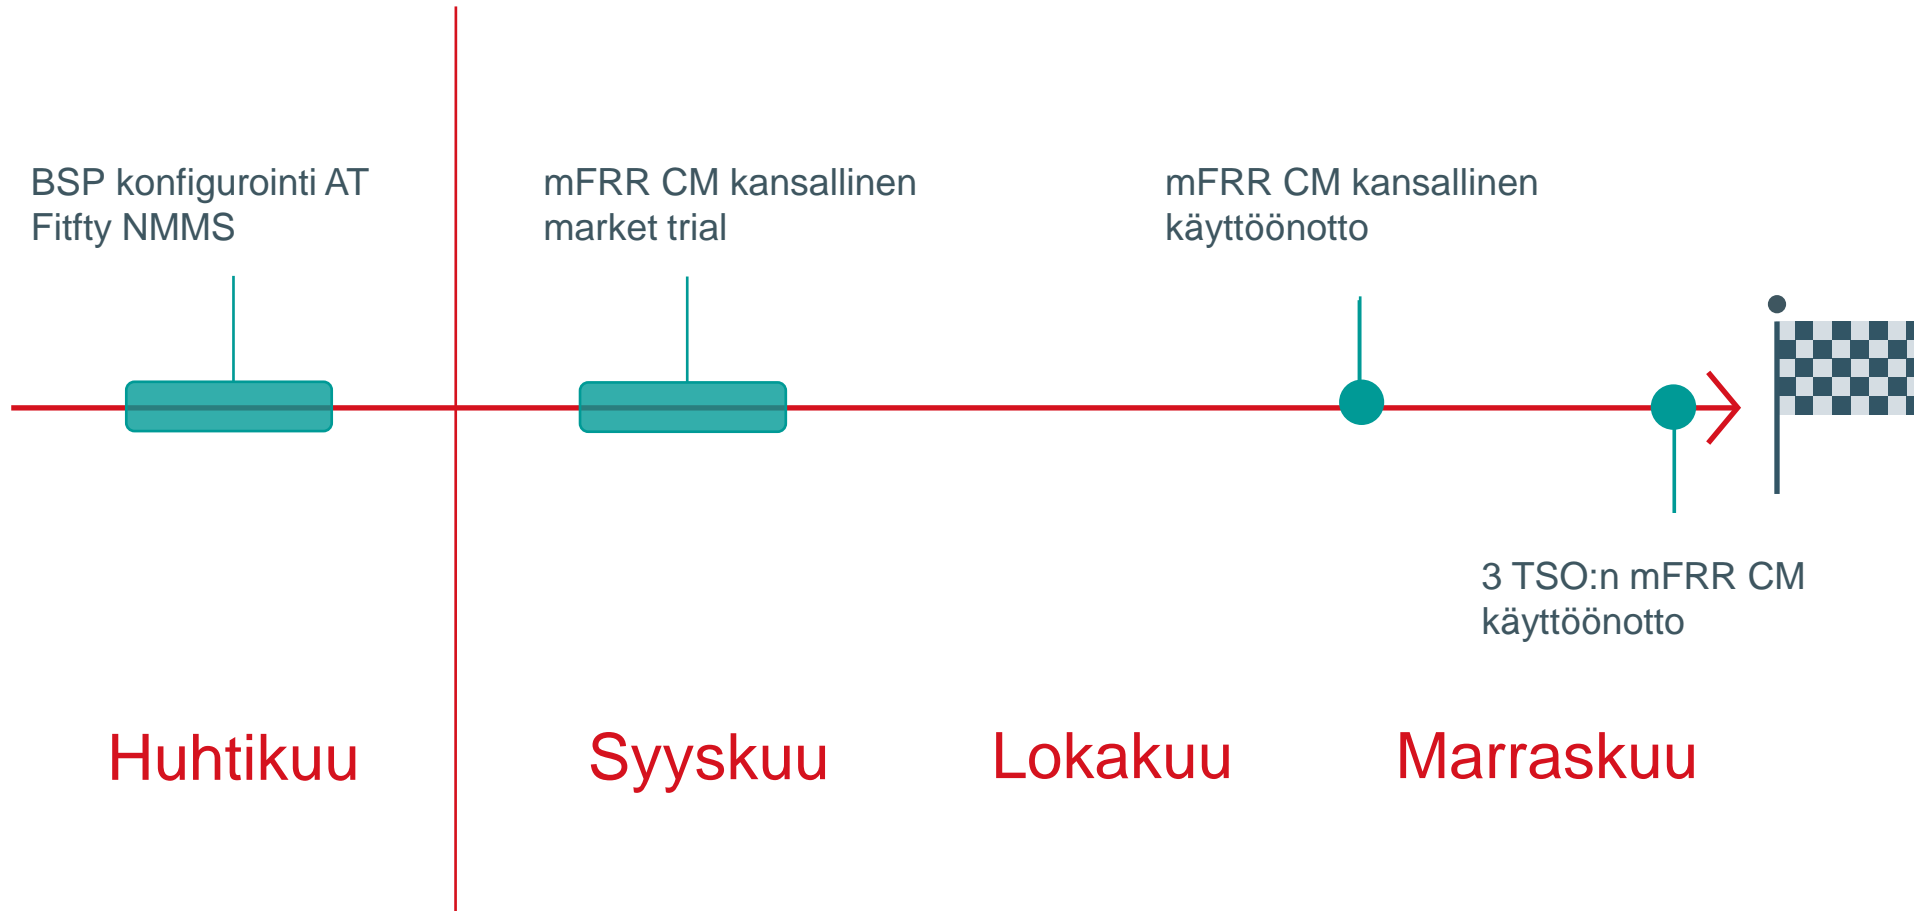 BSP konfigurointi AT
Fitfty NMMS
mFRR CM kansallinen
market trial
mFRR CM kansallinen
käyttöönotto
3 TSO:n mFRR CM
käyttöönotto
Huhtikuu
Syyskuu
Lokakuu
Marraskuu